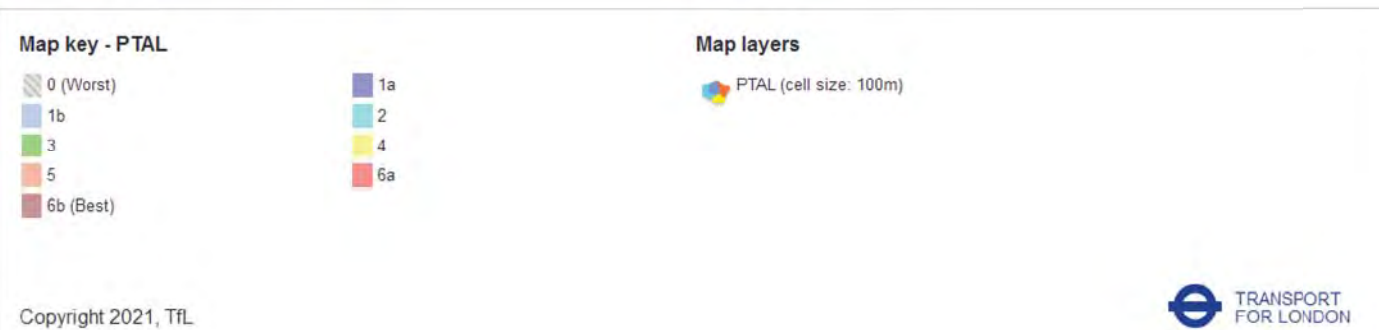 Map key - PTAL
0 (Worst)
1a
1b
2
3
4
5
6a
6b (Best)
Map layers
PTAL (cell size: 100m)
Copyright 2021, TfL
TRANSPORT
FOR LONDON